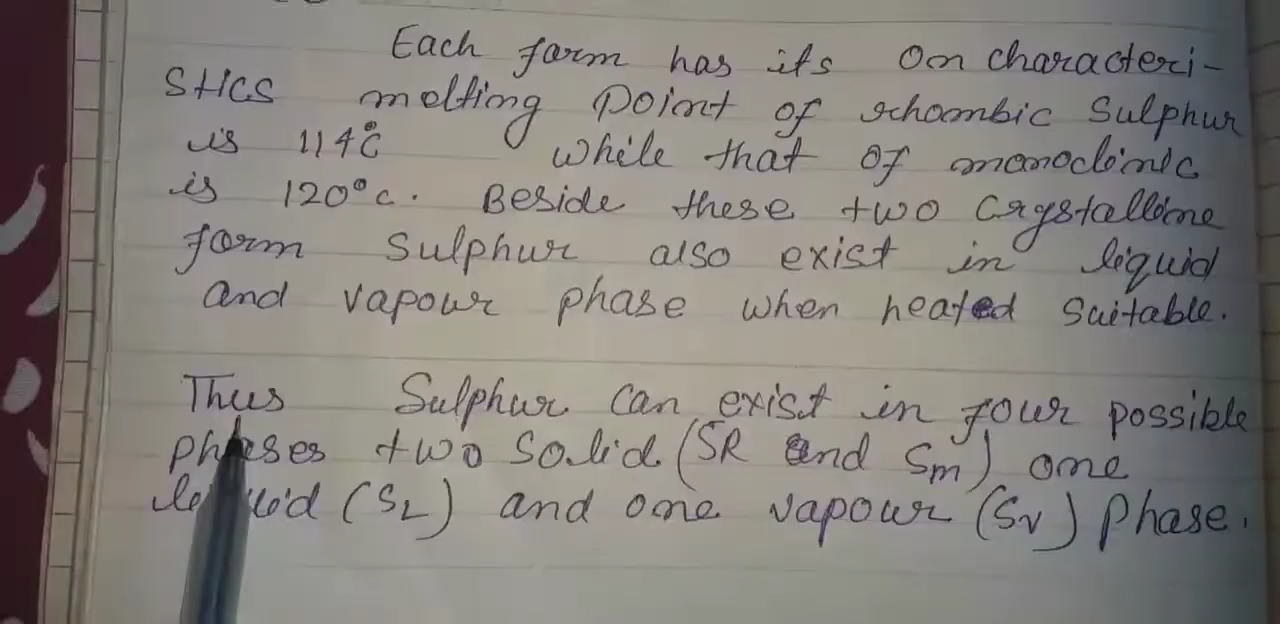 Each form has its on characteri-
stics melting point of rhombic Sulphur
is 114°c while that of monoclinic
is 120°c. Beside these two crystalline
form sulphur also exist in liquid
and vapour phase when heated suitable.
Thus Sulphur can exist in four possible
phases two solid (SR and Sm) one
liquid (SL) and one vapour (Sv) phase.